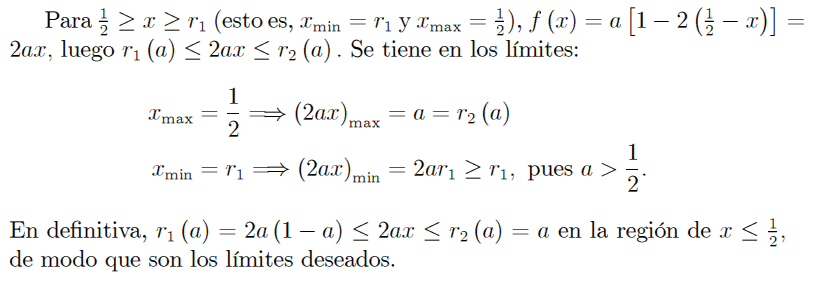 Para $\frac{1}{2} \geq x \geq r_1$ (esto es, $x_{\min} = r_1$ y $x_{\max} = \frac{1}{2}$), $f(x) = a\left[1 - 2\left(\frac{1}{2} - x\right)\right] =$
$2ax$, luego $r_1(a) \leq 2ax \leq r_2(a)$. Se tiene en los límites:
$x_{\max} = \frac{1}{2} \Longrightarrow (2ax)_{\max} = a = r_2(a)$
$x_{\min} = r_1 \Longrightarrow (2ax)_{\min} = 2ar_1 \geq r_1,$ pues $a > \frac{1}{2}.$
En definitiva, $r_1(a) = 2a(1 - a) \leq 2ax \leq r_2(a) = a$ en la región de $x \leq \frac{1}{2}$,
de modo que son los límites deseados.